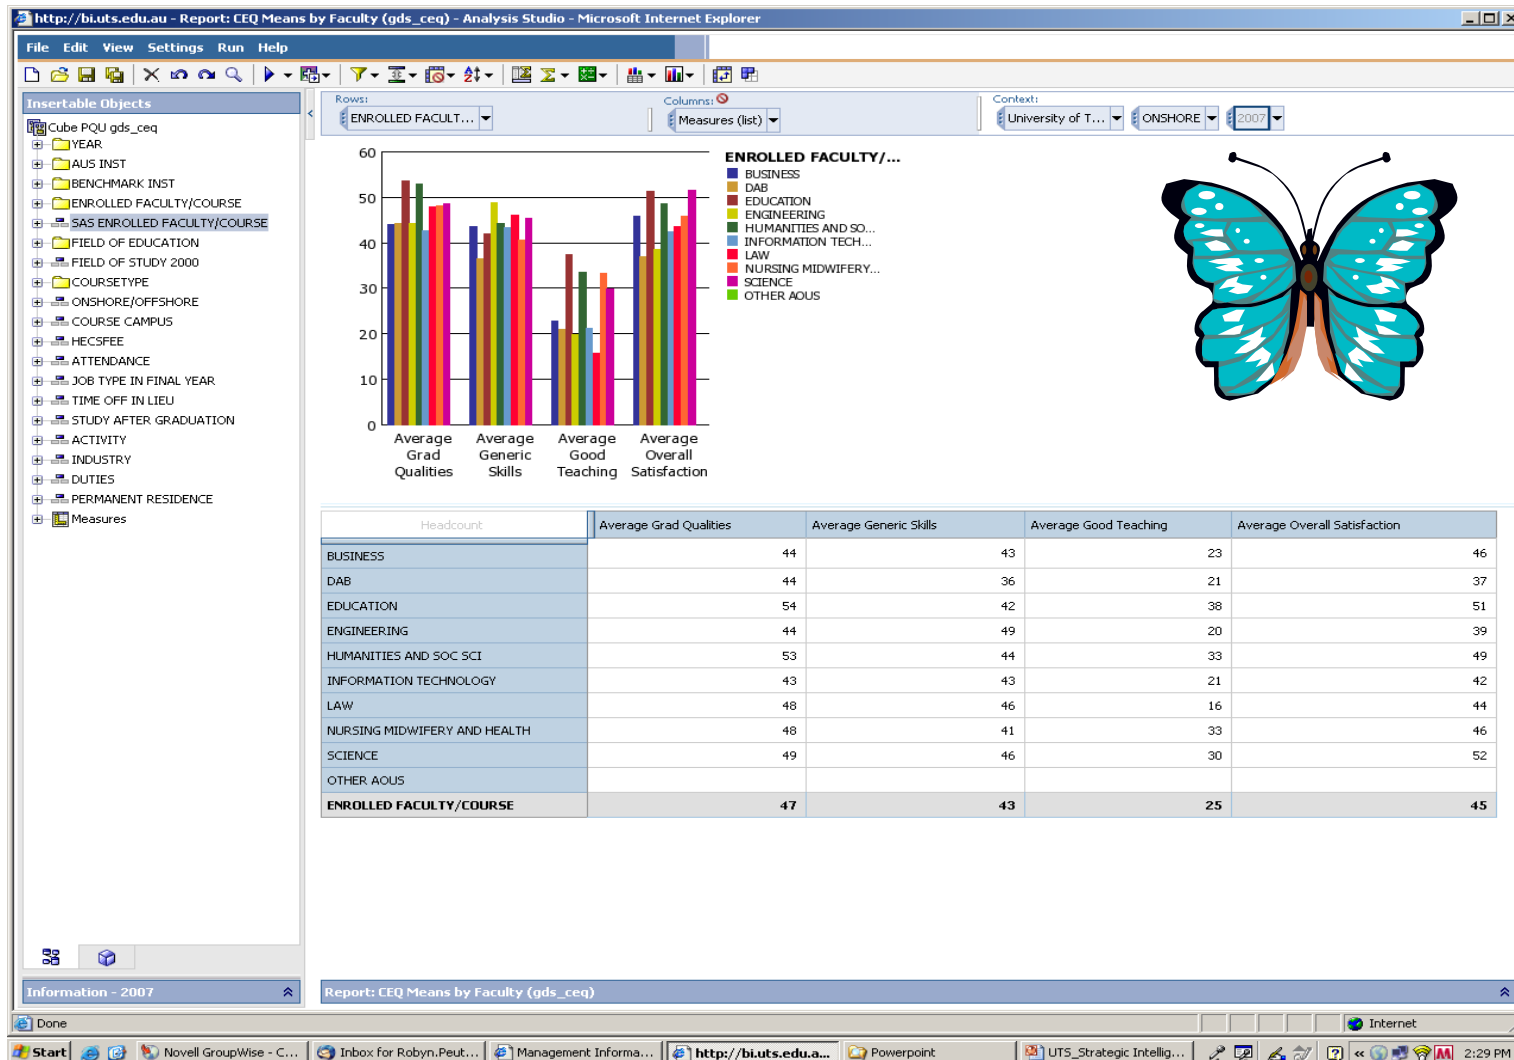 http://bi.uts.edu.au - Report: CEQ Means by Faculty (gds_ceq) - Analysis Studio - Microsoft Internet Explorer
File Edit View Settings Run Help
Insertable Objects
Cube PQU gds_ceq
YEAR
AUS INST
BENCHMARK INST
ENROLLED FACULTY/COURSE
SAS ENROLLED FACULTY/COURSE
FIELD OF EDUCATION
FIELD OF STUDY 2000
COURSETYPE
ONSHORE/OFFSHORE
COURSE CAMPUS
HECSFEE
ATTENDANCE
JOB TYPE IN FINAL YEAR
TIME OFF IN LIEU
STUDY AFTER GRADUATION
ACTIVITY
INDUSTRY
DUTIES
PERMANENT RESIDENCE
Measures
Information - 2007
Rows: Columns: Context:
ENROLLED FACULT... Measures (list) University of T... ONSHORE 2007
60
50
40
30
20
10
0
Average Grad Qualities
Average Generic Skills
Average Good Teaching
Average Overall Satisfaction
ENROLLED FACULTY/...
BUSINESS
DAB
EDUCATION
ENGINEERING
HUMANITIES AND SO...
INFORMATION TECH...
LAW
NURSING MIDWIFERY...
SCIENCE
OTHER AOUS
Headcount Average Grad Qualities Average Generic Skills Average Good Teaching Average Overall Satisfaction
BUSINESS 44 43 23 46
DAB 44 36 21 37
EDUCATION 54 42 38 51
ENGINEERING 44 49 20 39
HUMANITIES AND SOC SCI 53 44 33 49
INFORMATION TECHNOLOGY 43 43 21 42
LAW 48 46 16 44
NURSING MIDWIFERY AND HEALTH 48 41 33 46
SCIENCE 49 46 30 52
OTHER AOUS
ENROLLED FACULTY/COURSE 47 43 25 45
Report: CEQ Means by Faculty (gds_ceq)
Done Internet
Start Novell GroupWise - C... Inbox for Robyn.Peut... Management Informa... http://bi.uts.edu.a... Powerpoint UTS_Strategic Intellig... 2:29 PM